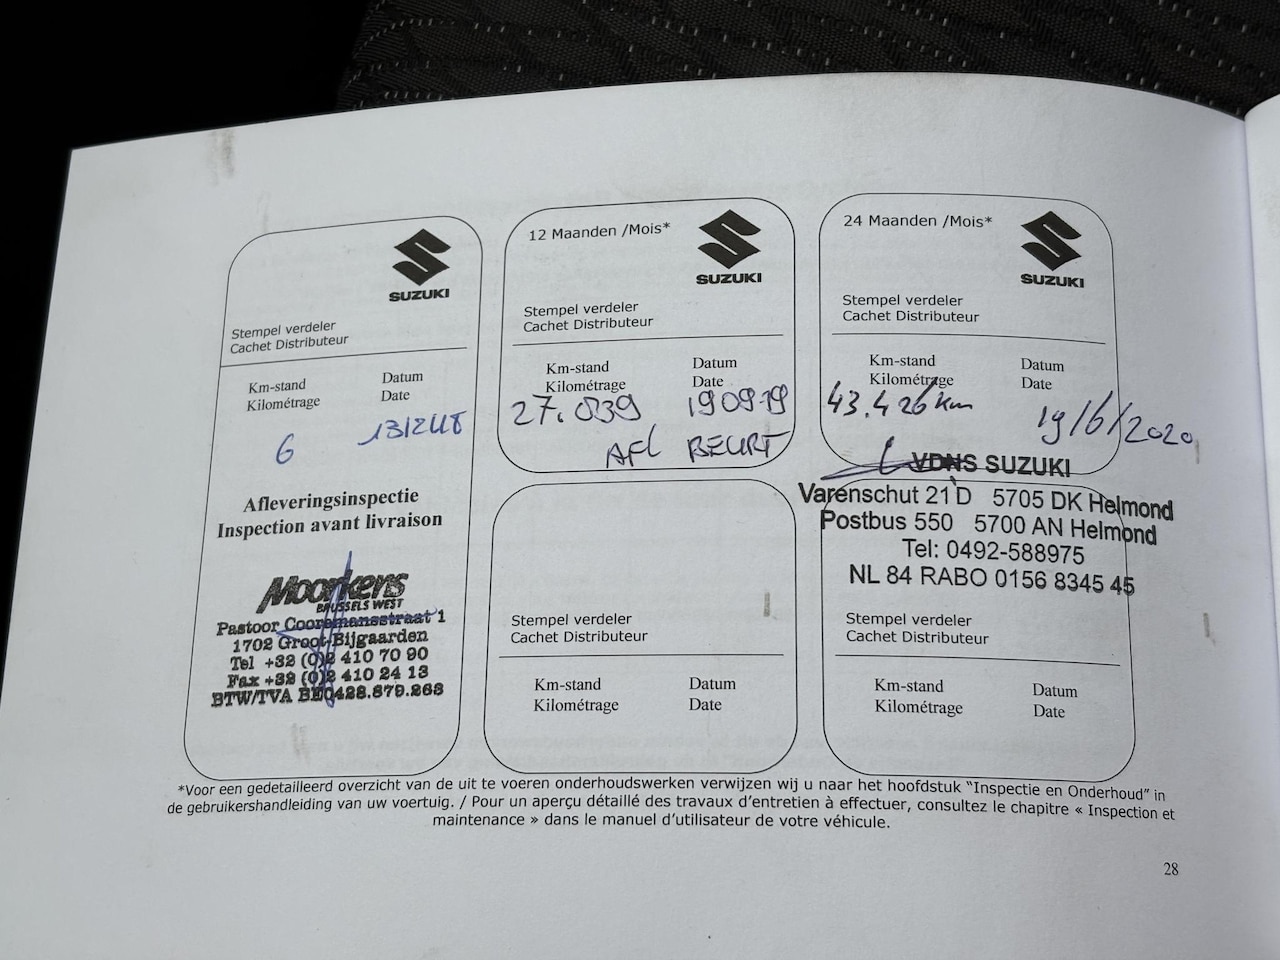 SUZUKI
Stempel verdeler
Cachet Distributeur
Km-stand
Kilométrage
Datum
Date
6
Afleveringsinspectie
Inspection avant livraison
Moorkens
BRUSSELS WEST
Pastoor Cooremansstraat 1
1702 Groot-Bijgaarden
Tel +32 (0)2 410 70 90
Fax +32 (0)2 410 24 13
BTW/TVA BE0428.879.268
12 Maanden /Mois*
SUZUKI
Stempel verdeler
Cachet Distributeur
Km-stand
Kilométrage
Datum
Date
27.039 19 09 19
AFL BEURT
24 Maanden /Mois*
SUZUKI
Stempel verdeler
Cachet Distributeur
Km-stand
Kilométrage
Datum
Date
43.426 km
19/6/2020
VDNS SUZUKI
Varenschut 21 D 5705 DK Helmond
Postbus 550 5700 AN Helmond
Tel: 0492-588975
NL 84 RABO 0156 8345 45
Stempel verdeler
Cachet Distributeur
Km-stand
Kilométrage
Datum
Date
Stempel verdeler
Cachet Distributeur
Km-stand
Kilométrage
Datum
Date
*Voor een gedetailleerd overzicht van de uit te voeren onderhoudswerken verwijzen wij u naar het hoofdstuk “Inspectie en Onderhoud” in
de gebruikershandleiding van uw voertuig. / Pour un aperçu détaillé des travaux d’entretien à effectuer, consultez le chapitre « Inspection et
maintenance » dans le manuel d’utilisateur de votre véhicule.
28